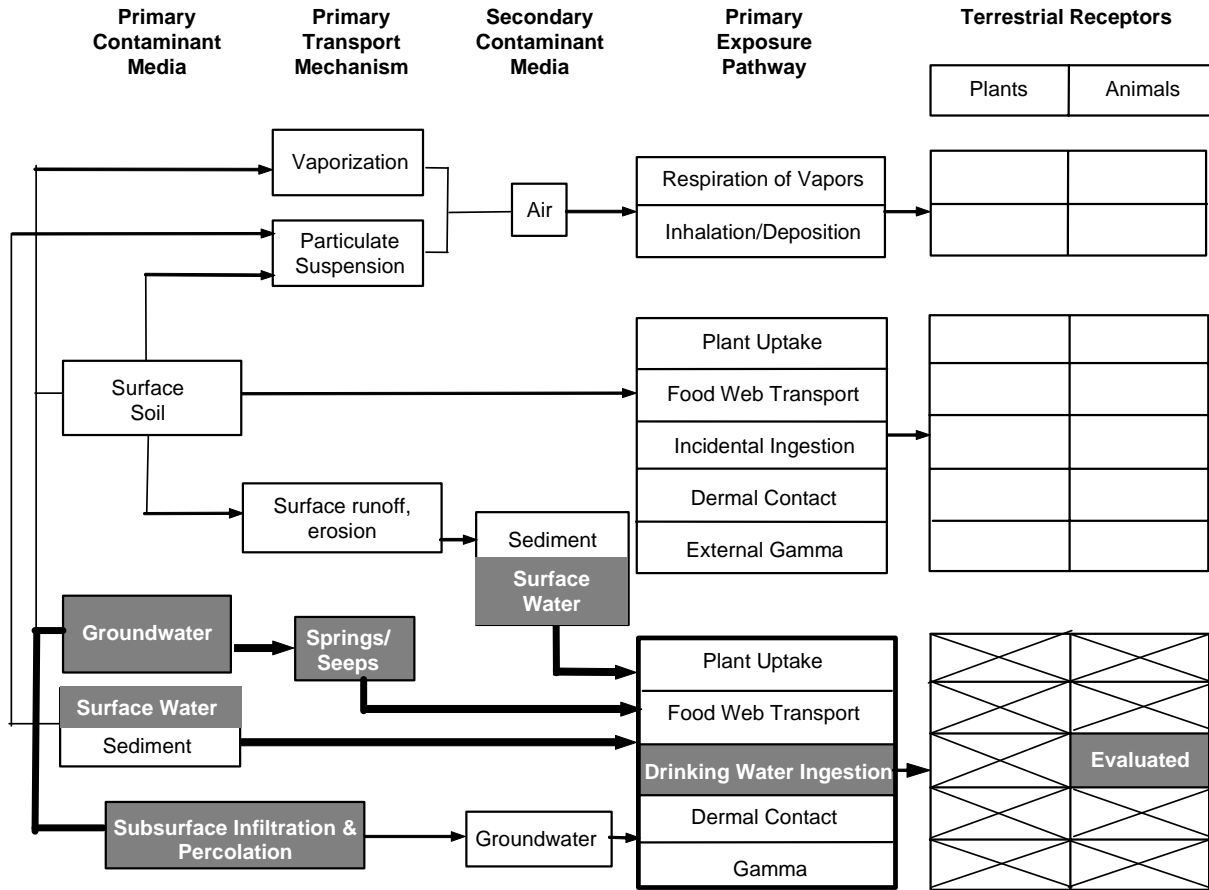 Primary
Contaminant
Media
Primary
Transport
Mechanism
Secondary
Contaminant
Media
Primary
Exposure
Pathway
Terrestrial Receptors
Plants
Animals
Vaporization
Particulate
Suspension
Air
Respiration of Vapors
Inhalation/Deposition
Surface
Soil
Plant Uptake
Food Web Transport
Incidental Ingestion
Dermal Contact
External Gamma
Surface runoff,
erosion
Sediment
Surface
Water
Groundwater
Springs/
Seeps
Surface Water
Sediment
Plant Uptake
Food Web Transport
Drinking Water Ingestion
Dermal Contact
Gamma
Evaluated
Subsurface Infiltration &
Percolation
Groundwater